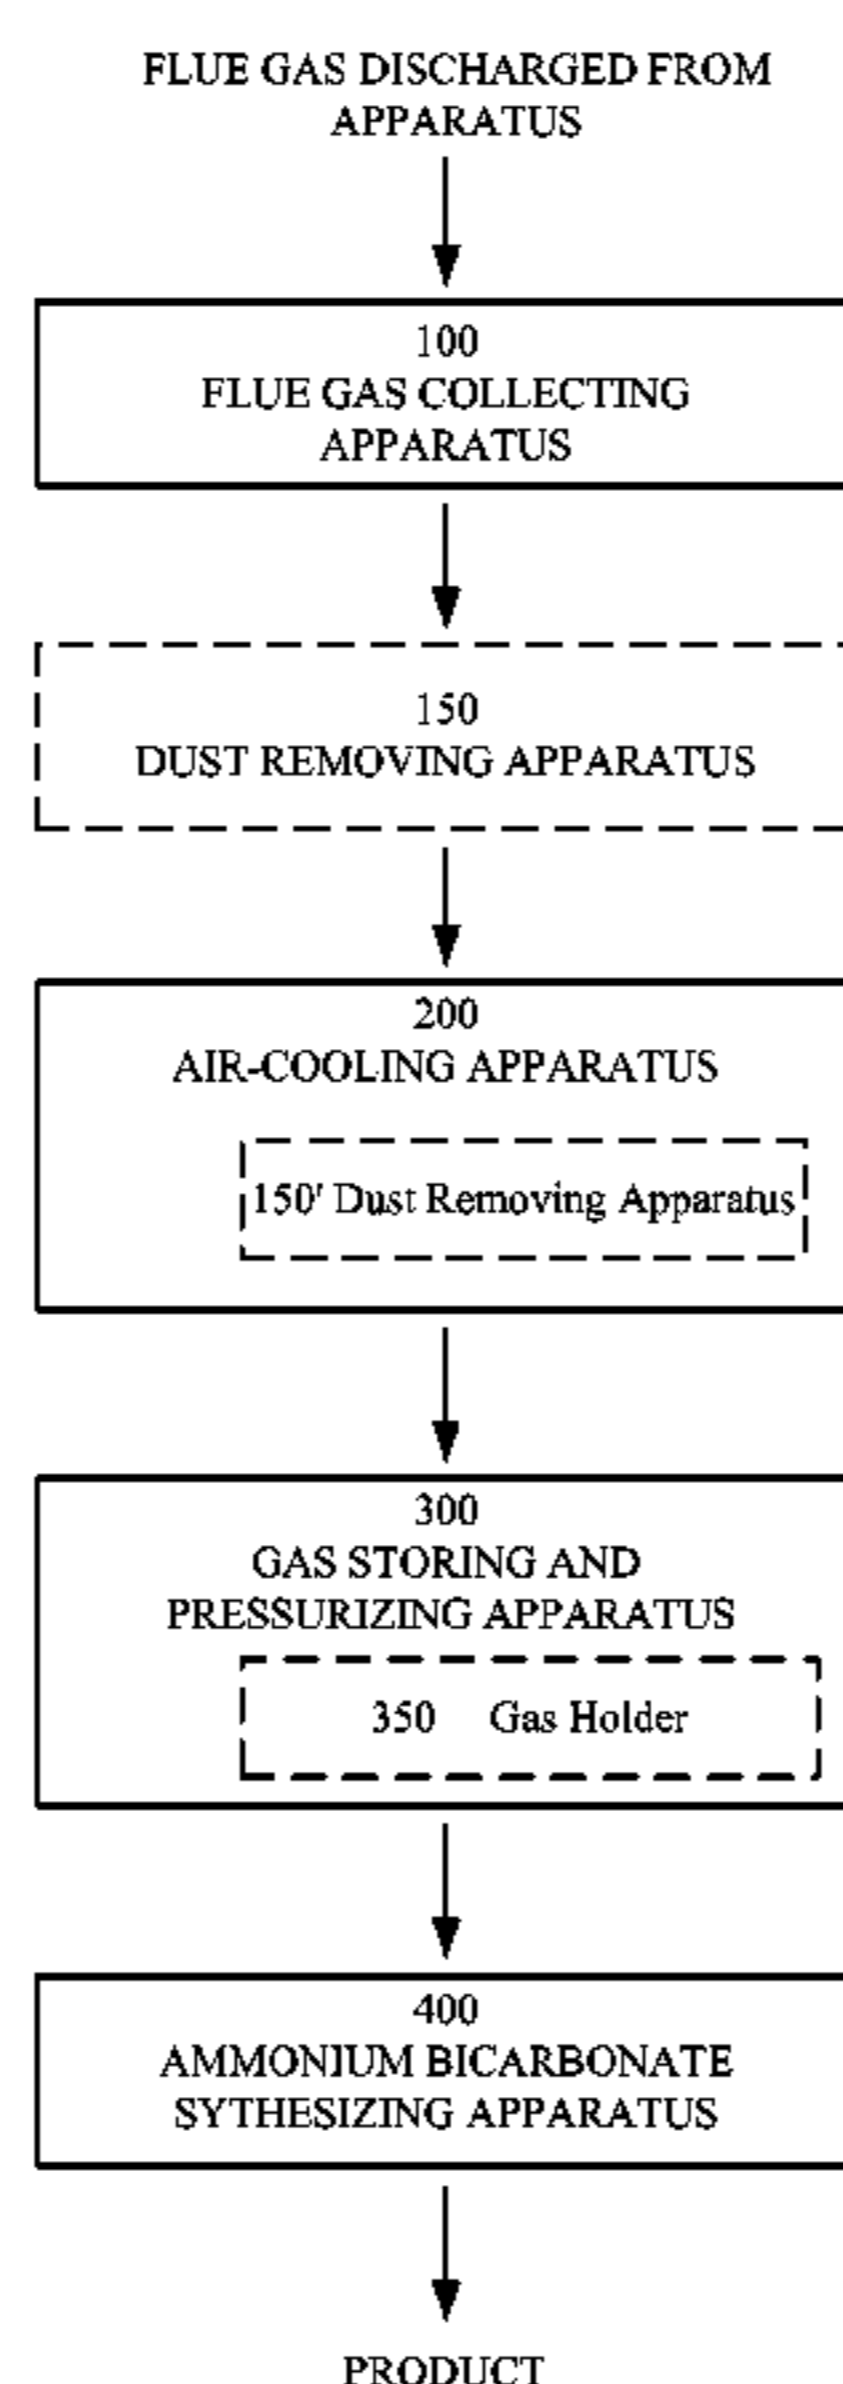 FLUE GAS DISCHARGED FROM
APPARATUS
100
FLUE GAS COLLECTING
APPARATUS
150
DUST REMOVING APPARATUS
200
AIR-COOLING APPARATUS
150' Dust Removing Apparatus
300
GAS STORING AND
PRESSURIZING APPARATUS
350 Gas Holder
400
AMMONIUM BICARBONATE
SYTHESIZING APPARATUS
PRODUCT